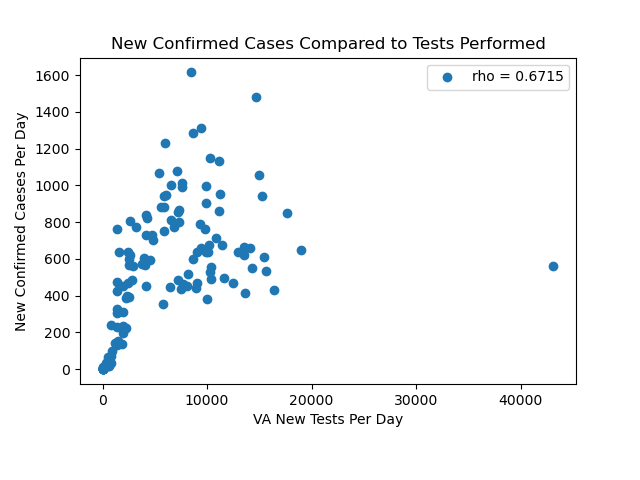 New Confirmed Cases Compared to Tests Performed
rho = 0.6715
New Confirmed Caeses Per Day
1600
1400
1200
1000
800
600
400
200
0
0 10000 20000 30000 40000
VA New Tests Per Day